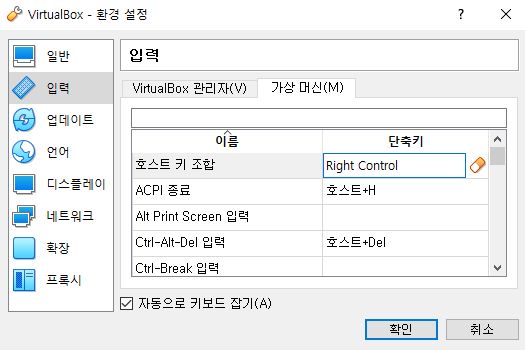 VirtualBox - 환경 설정
일반
입력
업데이트
언어
디스플레이
네트워크
확장
프록시
입력
VirtualBox 관리자(V) 가상 머신(M)
이름 단축키
호스트 키 조합 Right Control
ACPI 종료 호스트+H
Alt Print Screen 입력
Ctrl-Alt-Del 입력 호스트+Del
Ctrl-Break 입력
자동으로 키보드 잡기(A)
확인 취소